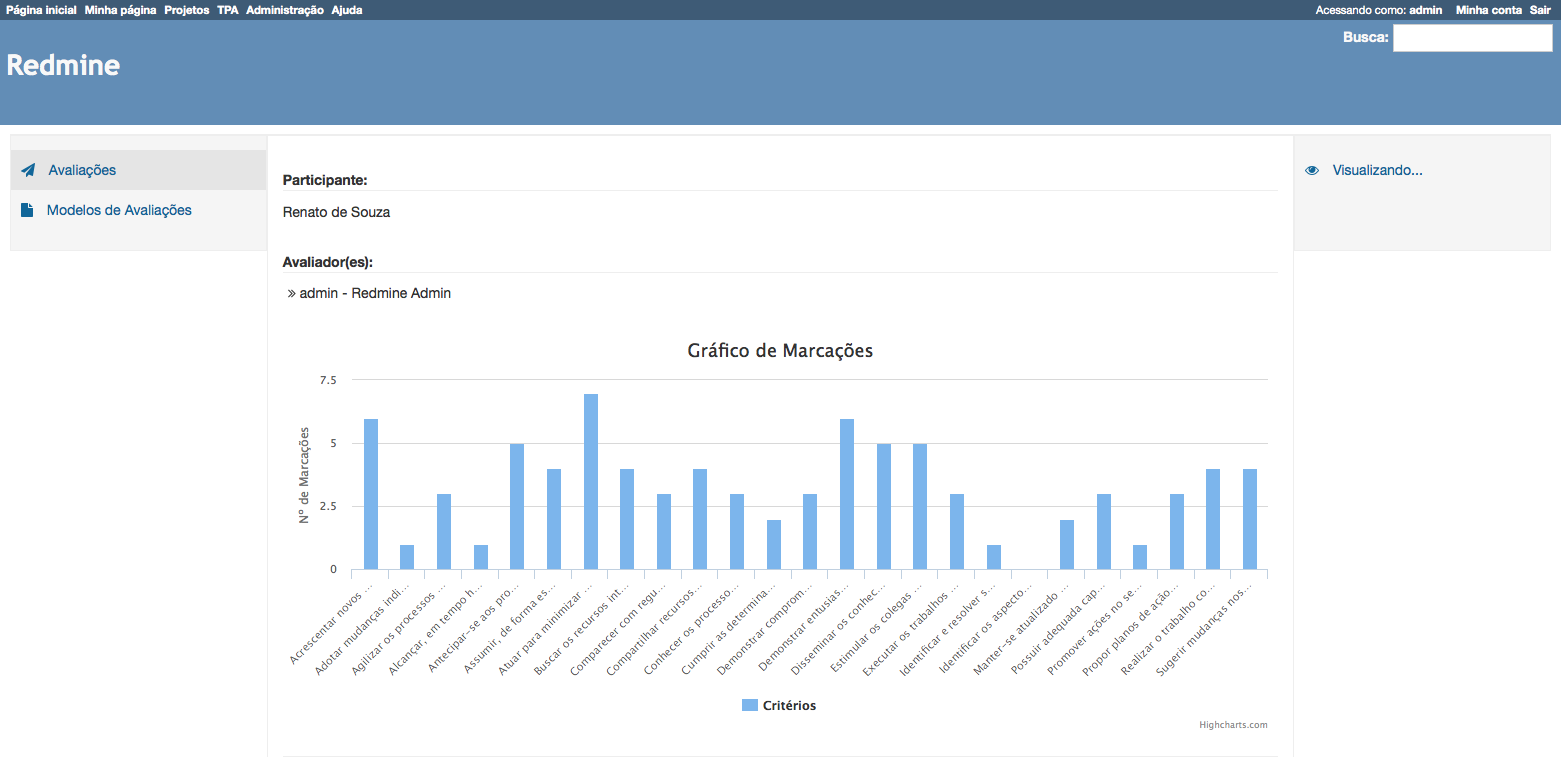 Página inicial Minha página Projetos TPA Administração Ajuda
Acessando como: admin Minha conta Sair
Busca:
Redmine
Avaliações
Modelos de Avaliações
Visualizando...
Participante:
Renato de Souza
Avaliador(es):
» admin - Redmine Admin
Gráfico de Marcações
Nº de Marcações
7.5
5
2.5
0
Acrescentar novos ...
Adotar mudanças indi...
Agilizar os processos ...
Alcançar, em tempo h...
Antecipar-se aos pro...
Assumir, de forma es...
Atuar para minimizar ...
Buscar os recursos int...
Comparecer com regu...
Compartilhar recursos...
Conhecer os processo...
Cumprir as determina...
Demonstrar comprom...
Demonstrar entusias...
Disseminar os conhec...
Estimular os colegas ...
Executar os trabalhos ...
Identificar e resolver s...
Identificar os aspecto...
Manter-se atualizado ...
Possuir adequada cap...
Promover ações no se...
Propor planos de ação...
Realizar o trabalho co...
Sugerir mudanças nos...
Critérios
Highcharts.com